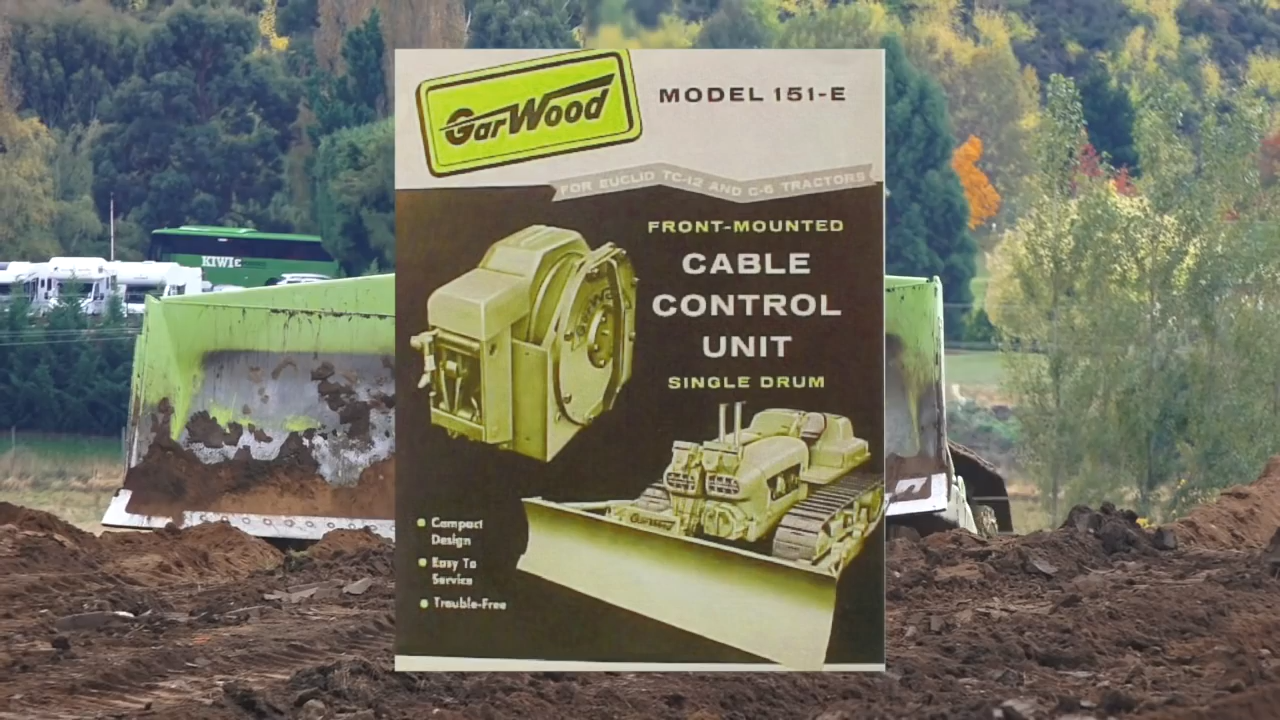 GarWood
MODEL 151-E
FOR EUCLID TC-12 AND C-6 TRACTORS
FRONT-MOUNTED
CABLE
CONTROL
UNIT
SINGLE DRUM
KIWI
GarWood
Compact
Design
Easy To
Service
Trouble-Free